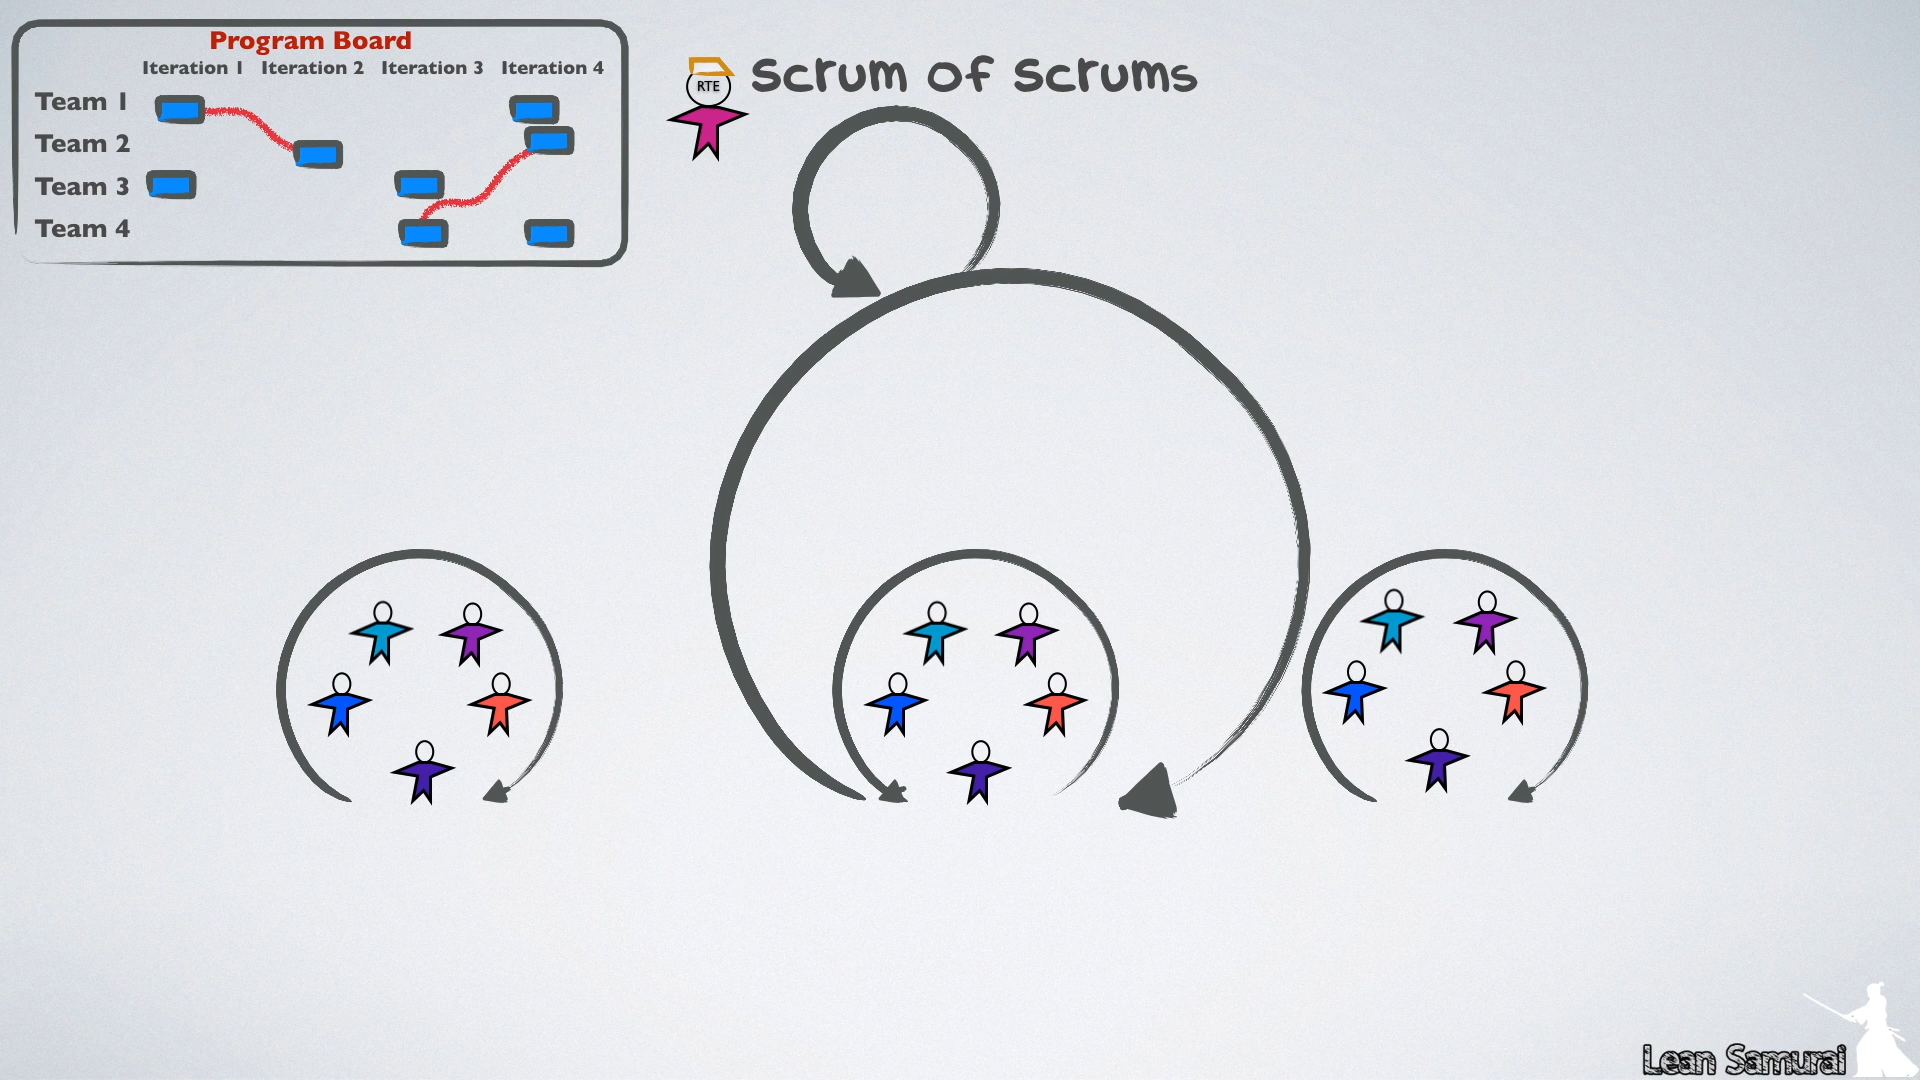 Program Board
Iteration 1 Iteration 2 Iteration 3 Iteration 4
Team 1
Team 2
Team 3
Team 4
RTE
Scrum of Scrums
Lean Samurai